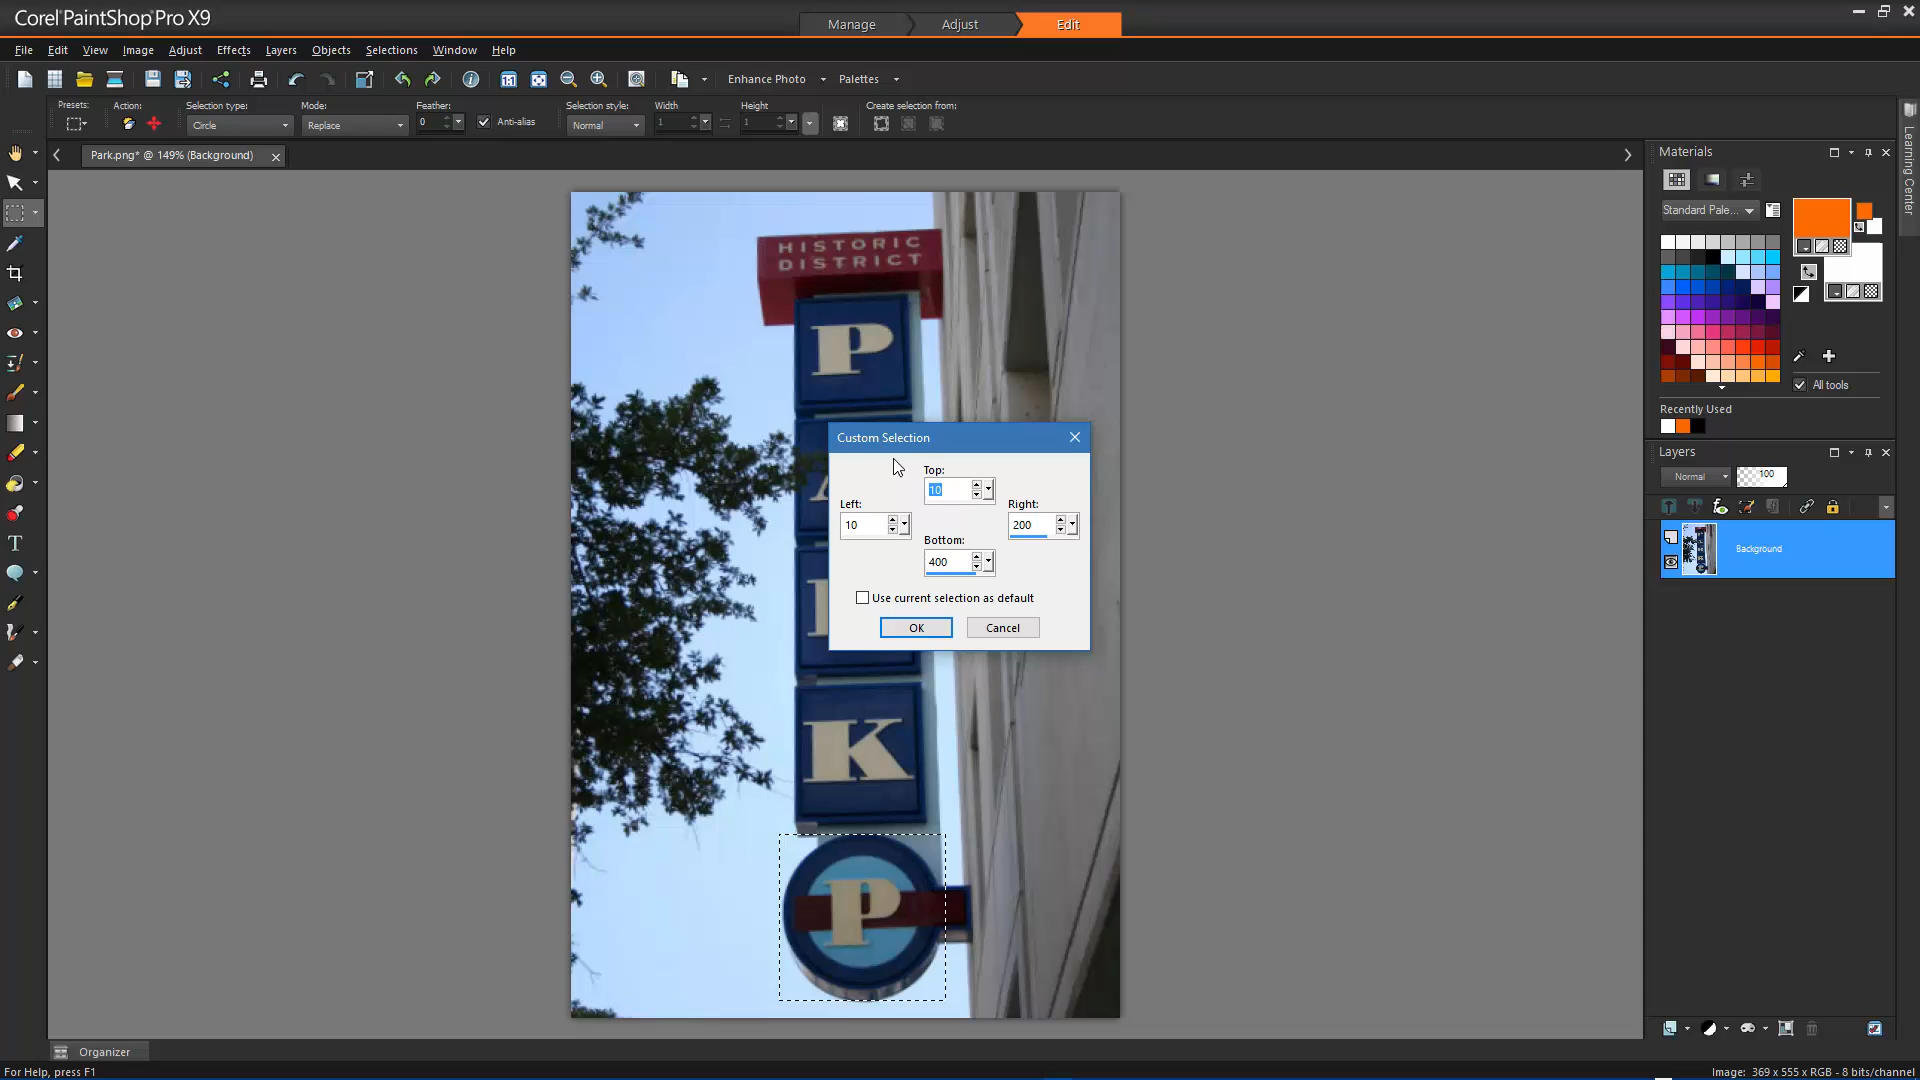 Corel PaintShop Pro X9
Manage
Adjust
Edit
File
Edit
View
Image
Adjust
Effects
Layers
Objects
Selections
Window
Help
1:1
Enhance Photo
Palettes
Presets:
Action:
Selection type:
Circle
Mode:
Replace
Feather:
0
Anti-alias
Selection style:
Normal
Width
1
Height
1
Create selection from:
Park.png* @ 149% (Background)
HISTORIC
DISTRICT
P
K
P
Custom Selection
Top:
10
Left:
10
Right:
200
Bottom:
400
Use current selection as default
OK
Cancel
Materials
Standard Pale...
All tools
Recently Used
Layers
Normal
100
Background
Learning Center
Organizer
For Help, press F1
Image: 369 x 555 x RGB - 8 bits/channel